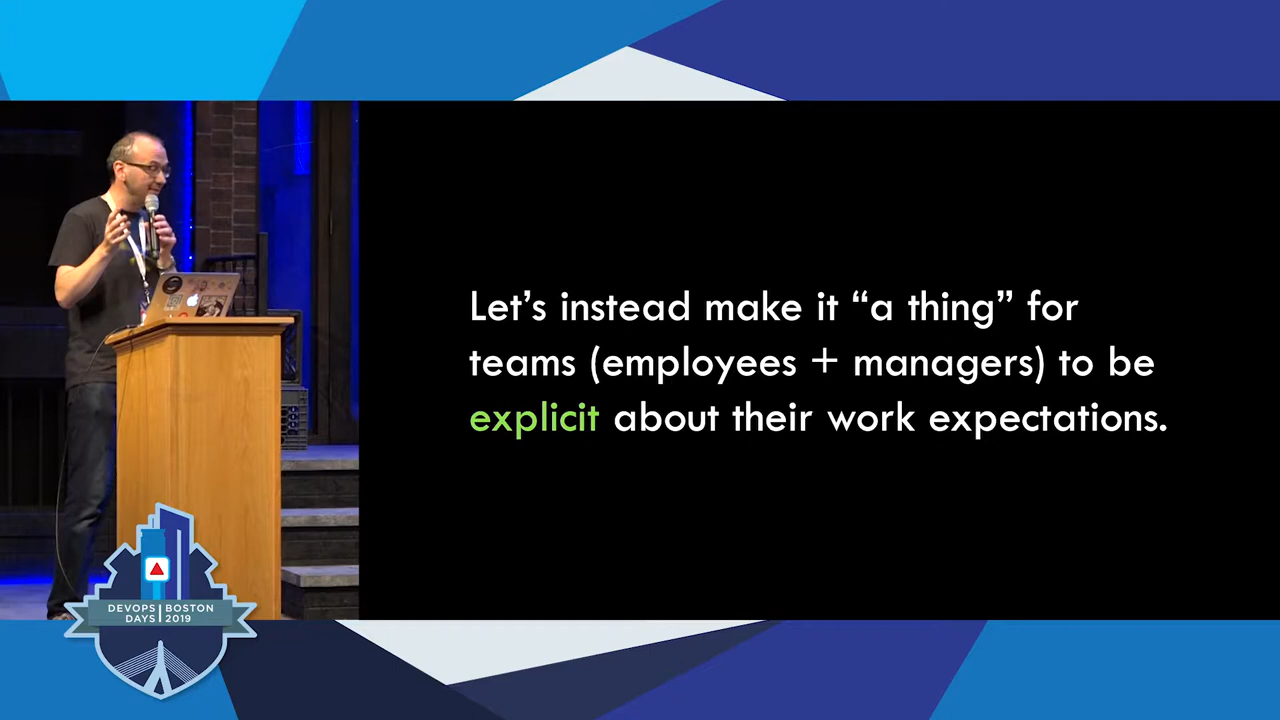 Let’s instead make it “a thing” for
teams (employees + managers) to be
explicit about their work expectations.
DEVOPS BOSTON
DAYS 2019